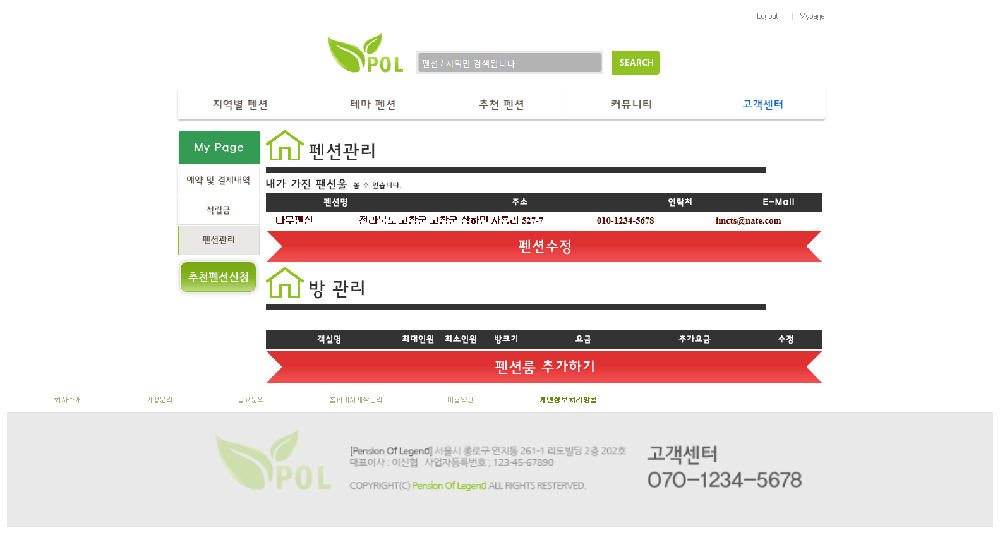 Logout Mypage
POL
펜션 / 지역만 검색됩니다.
SEARCH
지역별 펜션 테마 펜션 추천 펜션 커뮤니티 고객센터
My Page
예약 및 결제내역
적립금
펜션관리
추천펜션신청
펜션관리
내가 가진 팬션울 볼 수 있습니다.
펜션명 주소 연락처 E-Mail
타무펜션 전라북도 고창군 고창군 상하면 자룡리 527-7 010-1234-5678 imcts@nate.com
펜션수정
방 관리
객실명 최대인원 최소인원 방크기 요금 추가요금 수정
펜션룸 추가하기
회사소개 가맹문의 광고문의 홈페이지제작문의 이용약관 개인정보처리방침
POL
[Pension Of Legend] 서울시 종로구 연지동 261-1 리도빌딩 2층 202호
대표이사 : 이신협 사업자등록번호 ; 123-45-67890
COPYRIGHT(C) Pension Of Legend ALL RIGHTS RESTERVED.
고객센터
070-1234-5678